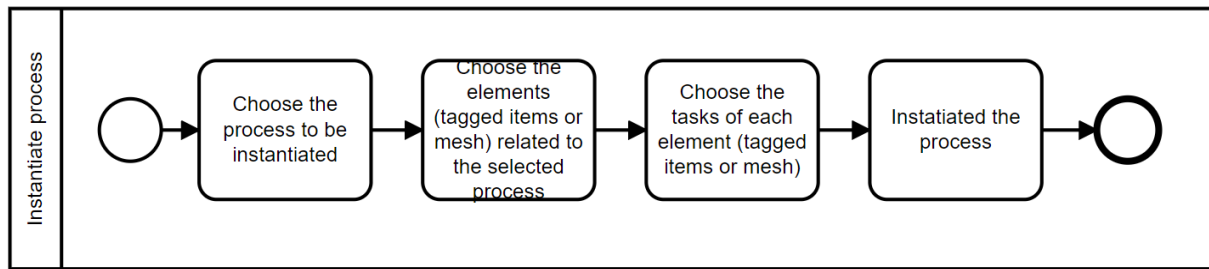 Instantiate process
Choose the
process to be
instantiated
Choose the
elements
(tagged items or
mesh) related to
the selected
process
Choose the
tasks of each
element (tagged
items or mesh)
Instatiated the
process